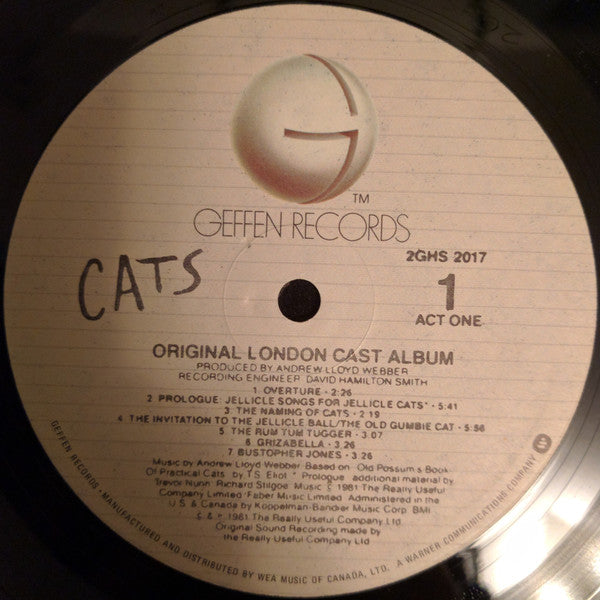 TM
GEFFEN RECORDS
2GHS 2017
CATS
1
ACT ONE
ORIGINAL LONDON CAST ALBUM
PRODUCED BY ANDREW LLOYD WEBBER
RECORDING ENGINEER DAVID HAMILTON SMITH
1. OVERTURE · 2:26
2 PROLOGUE: JELLICLE SONGS FOR JELLICLE CATS* · 5:41
3. THE NAMING OF CATS · 2 19
4 · THE INVITATION TO THE JELLICLE BALL/THE OLD GUMBIE CAT · 5:56
5 THE RUM TUM TUGGER · 3:07
6 GRIZABELLA · 3:26
7 BUSTOPHER JONES · 3:26
Music by Andrew Lloyd Webber Based on Old Possum's Book
Of Practical Cats by T.S. Eliot * Prologue additional material by
Trevor Nunn, Richard Stilgoe Music © 1981 The Really Useful
Company Limited/Faber Music Limited. Administered in the
U.S. & Canada by Koppelman-Bandier Music Corp. BMI
℗ & © 1981 The Really Useful Company Ltd.
Original Sound Recording made by
the Really Useful Company Ltd
GEFFEN RECORDS · MANUFACTURED AND DISTRIBUTED BY WEA MUSIC OF CANADA, LTD. A WARNER COMMUNICATIONS COMPANY